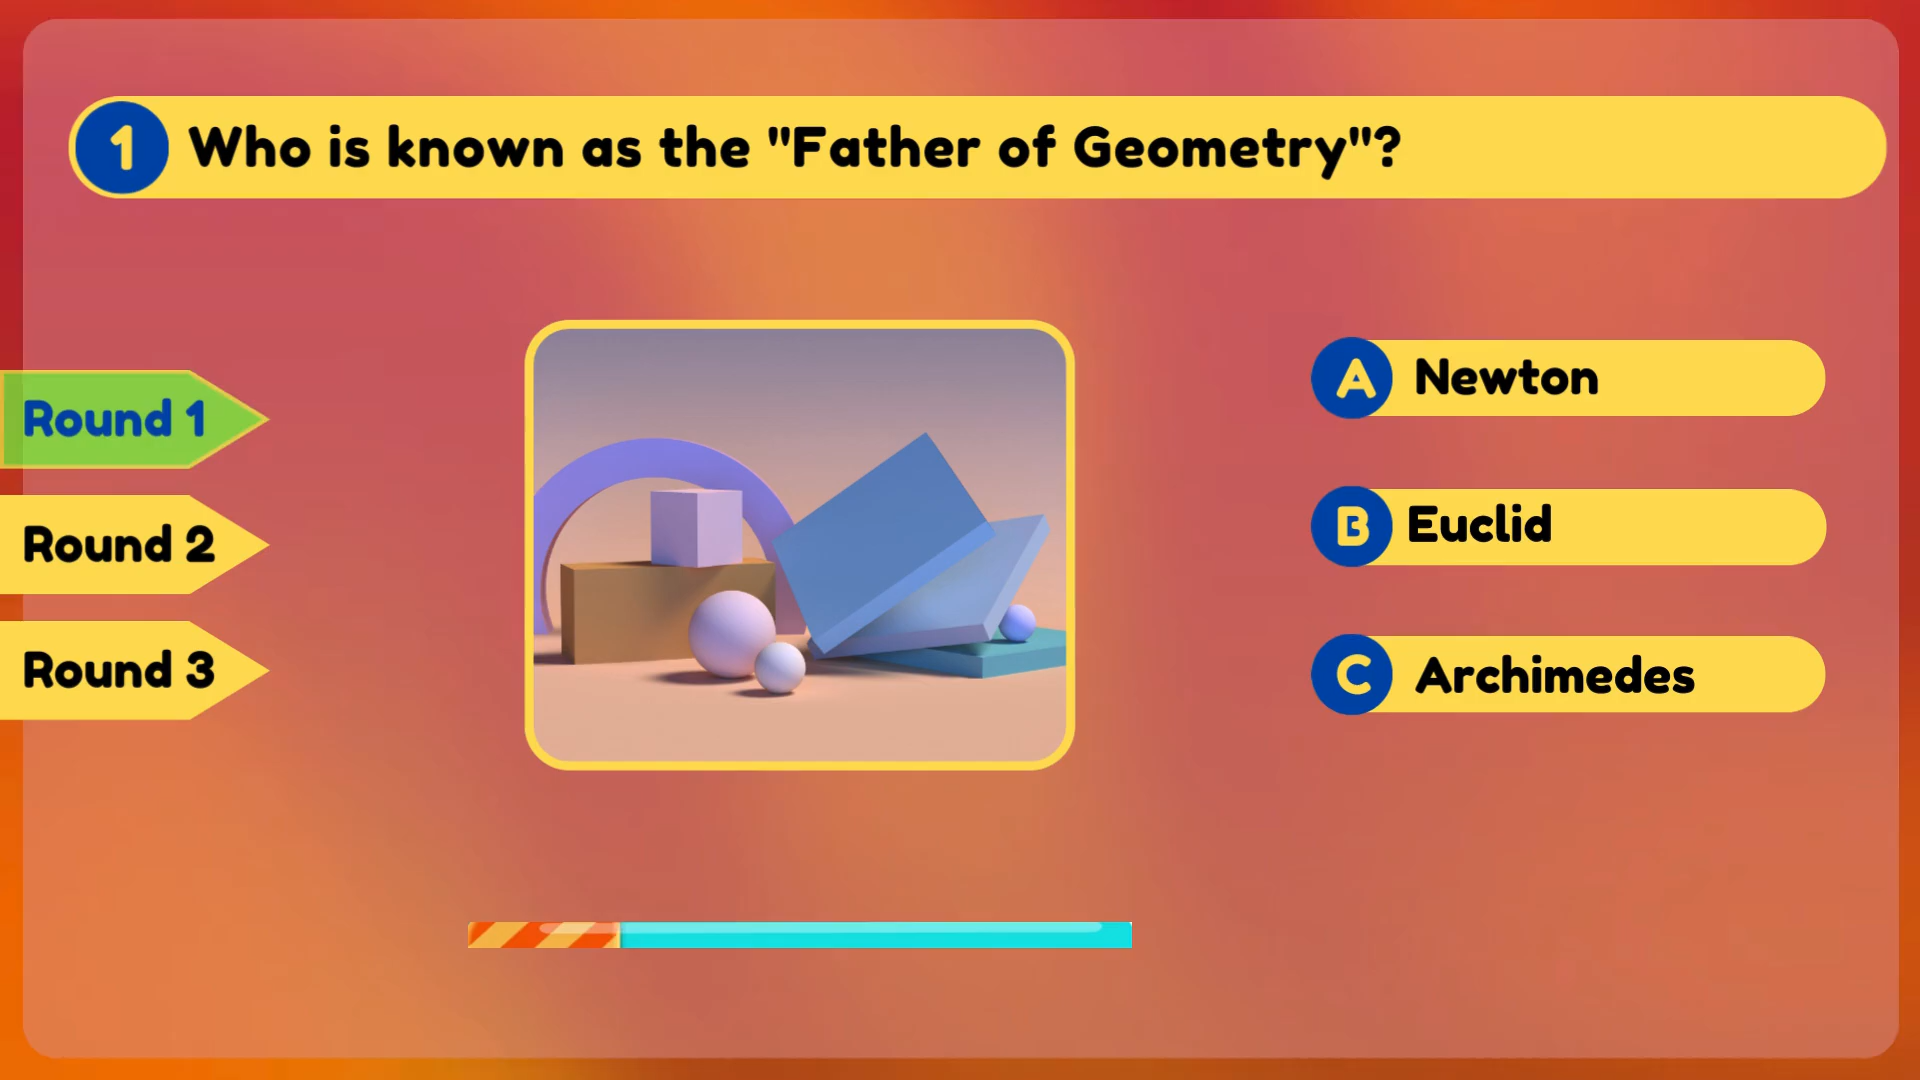 1 Who is known as the "Father of Geometry"?
Round 1
Round 2
Round 3
A Newton
B Euclid
C Archimedes